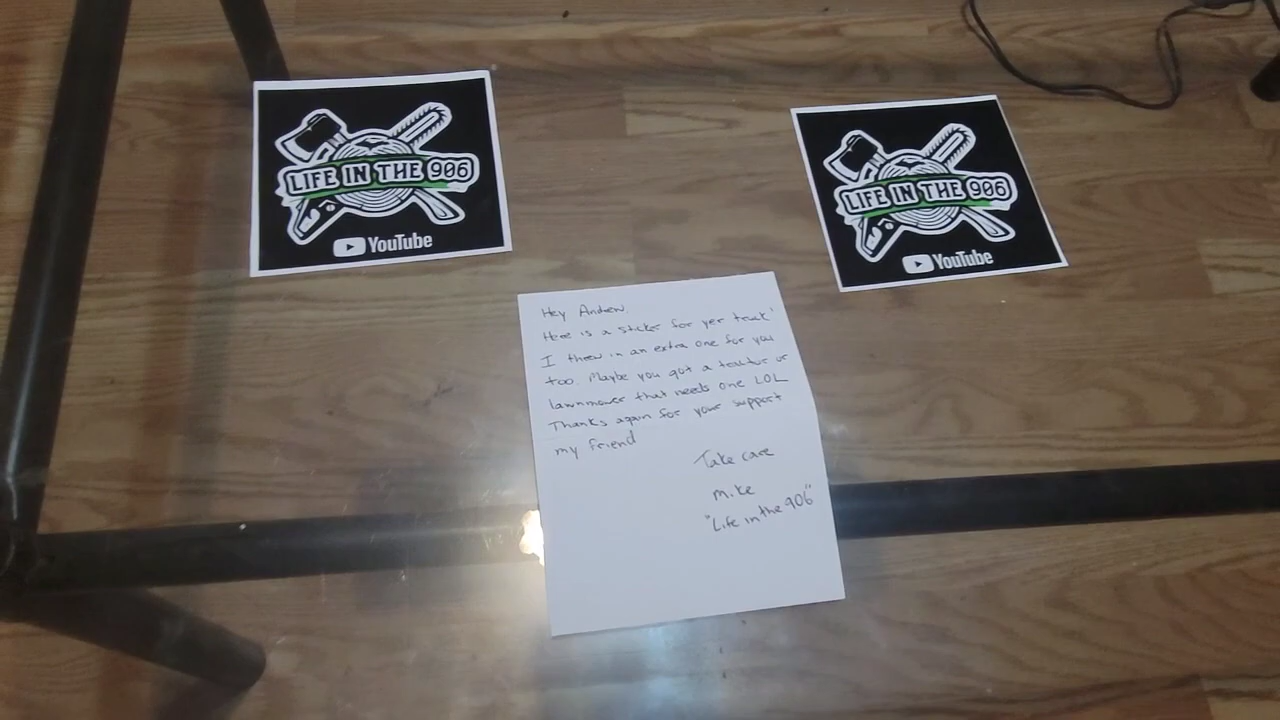 LIFE IN THE 906
YouTube
LIFE IN THE 906
YouTube
Hey Andrew
Here is a sticker for yer truck!
I threw in an extra one for you
too. Maybe you got a tractor or
lawnmower that needs one LOL
Thanks again for your support
my friend
Take care
Mike
"Life in the 906"